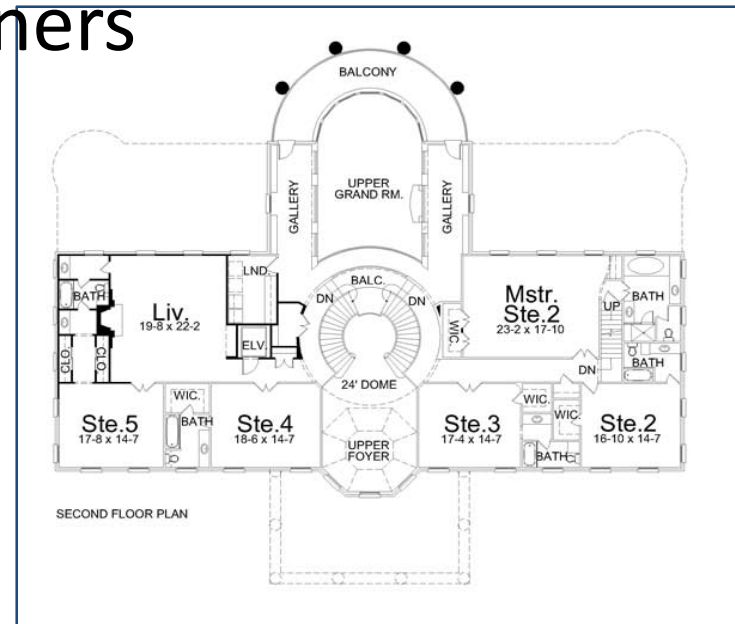 ners
BALCONY
UPPER
GRAND RM.
GALLERY
GALLERY
LND.
BATH
Liv.
19-8 x 22-2
CLO.
CLO.
ELV.
DN
BALC.
DN
24' DOME
WIC.
Mstr.
Ste.2
23-2 x 17-10
UP
BATH
BATH
DN
Ste.5
17-8 x 14-7
WIC.
BATH
Ste.4
18-6 x 14-7
UPPER
FOYER
Ste.3
17-4 x 14-7
WIC.
WIC.
BATH
Ste.2
16-10 x 14-7
SECOND FLOOR PLAN